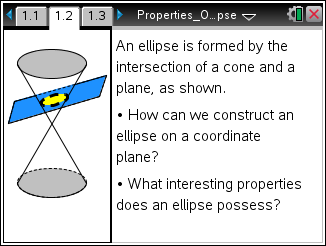 1.1 1.2 1.3 Properties_O...pse
An ellipse is formed by the
intersection of a cone and a
plane, as shown.
• How can we construct an
ellipse on a coordinate
plane?
• What interesting properties
does an ellipse possess?